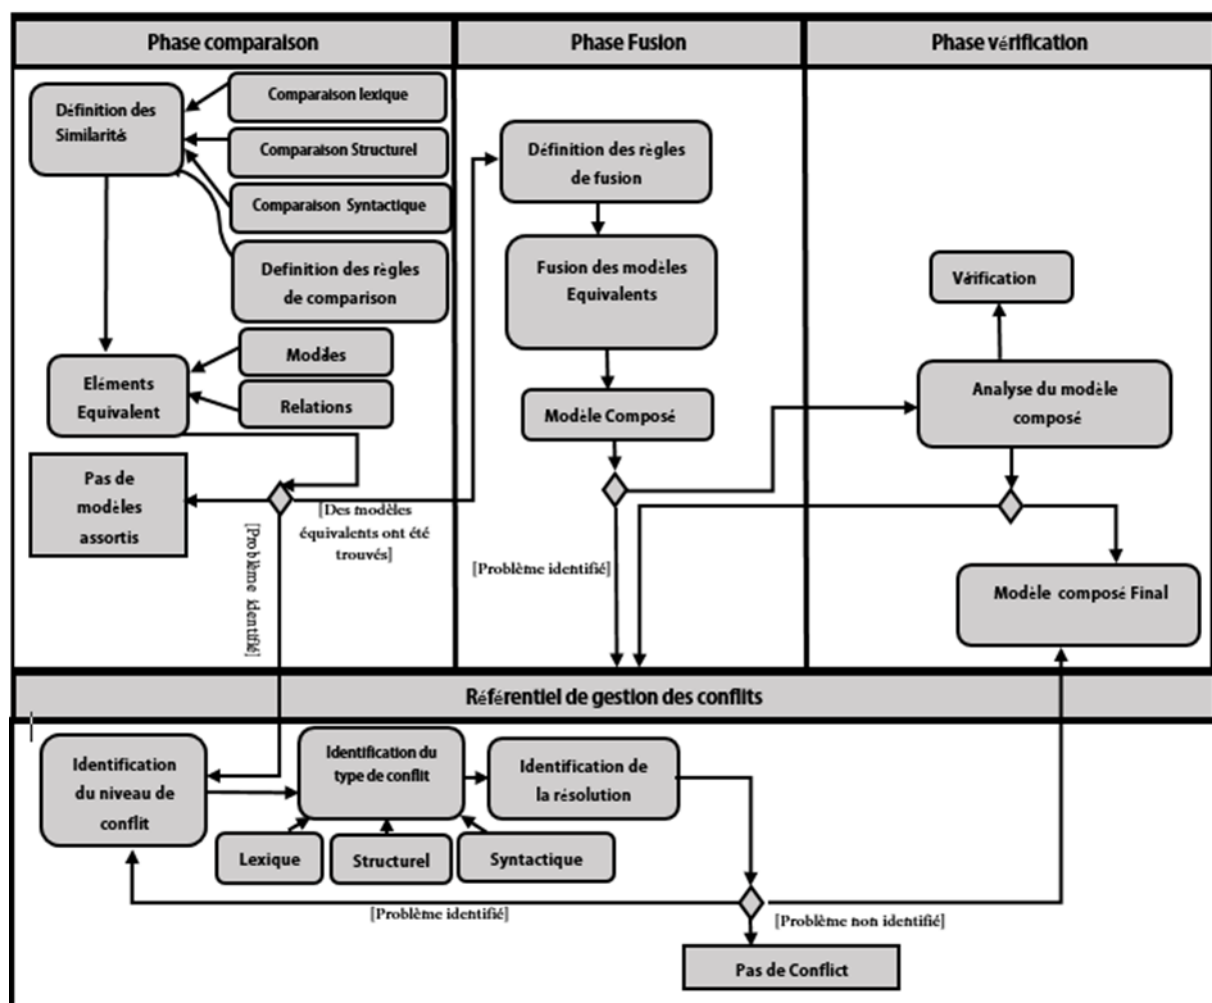 Phase comparaison
Phase Fusion
Phase vérification
Définition des
Similarités
Comparaison lexique
Comparaison Structurel
Comparaison Syntactique
Definition des règles
de comparison
Eléments
Equivalent
Modèles
Relations
Pas de
modèles
assortis
[Problème identifié]
[Des modèles
équivalents ont été
trouvés]
Définition des règles
de fusion
Fusion des modèles
Equivalents
Modèle Composé
[Problème identifié]
Vérification
Analyse du modèle
composé
Modèle composé Final
Référentiel de gestion des conflits
Identification
du niveau de
conflit
Identification du
type de conflit
Identification de
la résolution
Lexique
Structurel
Syntactique
[Problème identifié]
[Problème non identifié]
Pas de Conflict